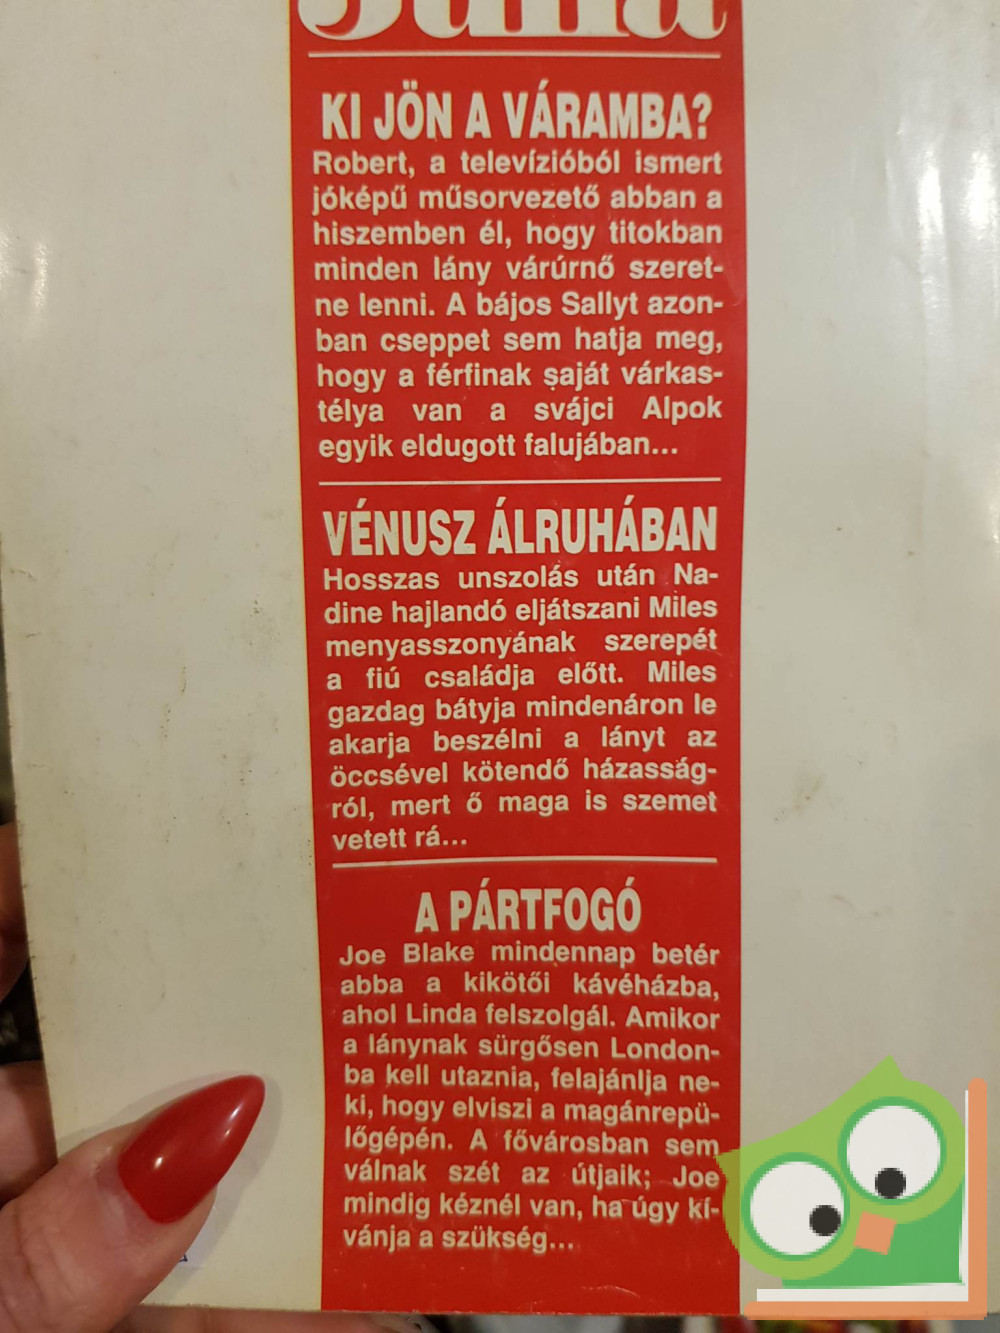 Júlia
KI JÖN A VÁRAMBA?
Robert, a televízióból ismert
jóképű műsorvezető abban a
hiszemben él, hogy titokban
minden lány várúrnő szeret-
ne lenni. A bájos Sallyt azon-
ban cseppet sem hatja meg,
hogy a férfinak saját várkas-
télya van a svájci Alpok
egyik eldugott falujában...
VÉNUSZ ÁLRUHÁBAN
Hosszas unszolás után Na-
dine hajlandó eljátszani Miles
menyasszonyának szerepét
a fiú családja előtt. Miles
gazdag bátyja mindenáron le
akarja beszélni a lányt az
öccsével kötendő házasság-
ról, mert ő maga is szemet
vetett rá...
A PÁRTFOGÓ
Joe Blake mindennap betér
abba a kikötői kávéházba,
ahol Linda felszolgál. Amikor
a lánynak sürgősen London-
ba kell utaznia, felajánlja ne-
ki, hogy elviszi a magánrepü-
lőgépén. A fővárosban sem
válnak szét az útjaik; Joe
mindig kéznél van, ha úgy kí-
vánja a szükség...